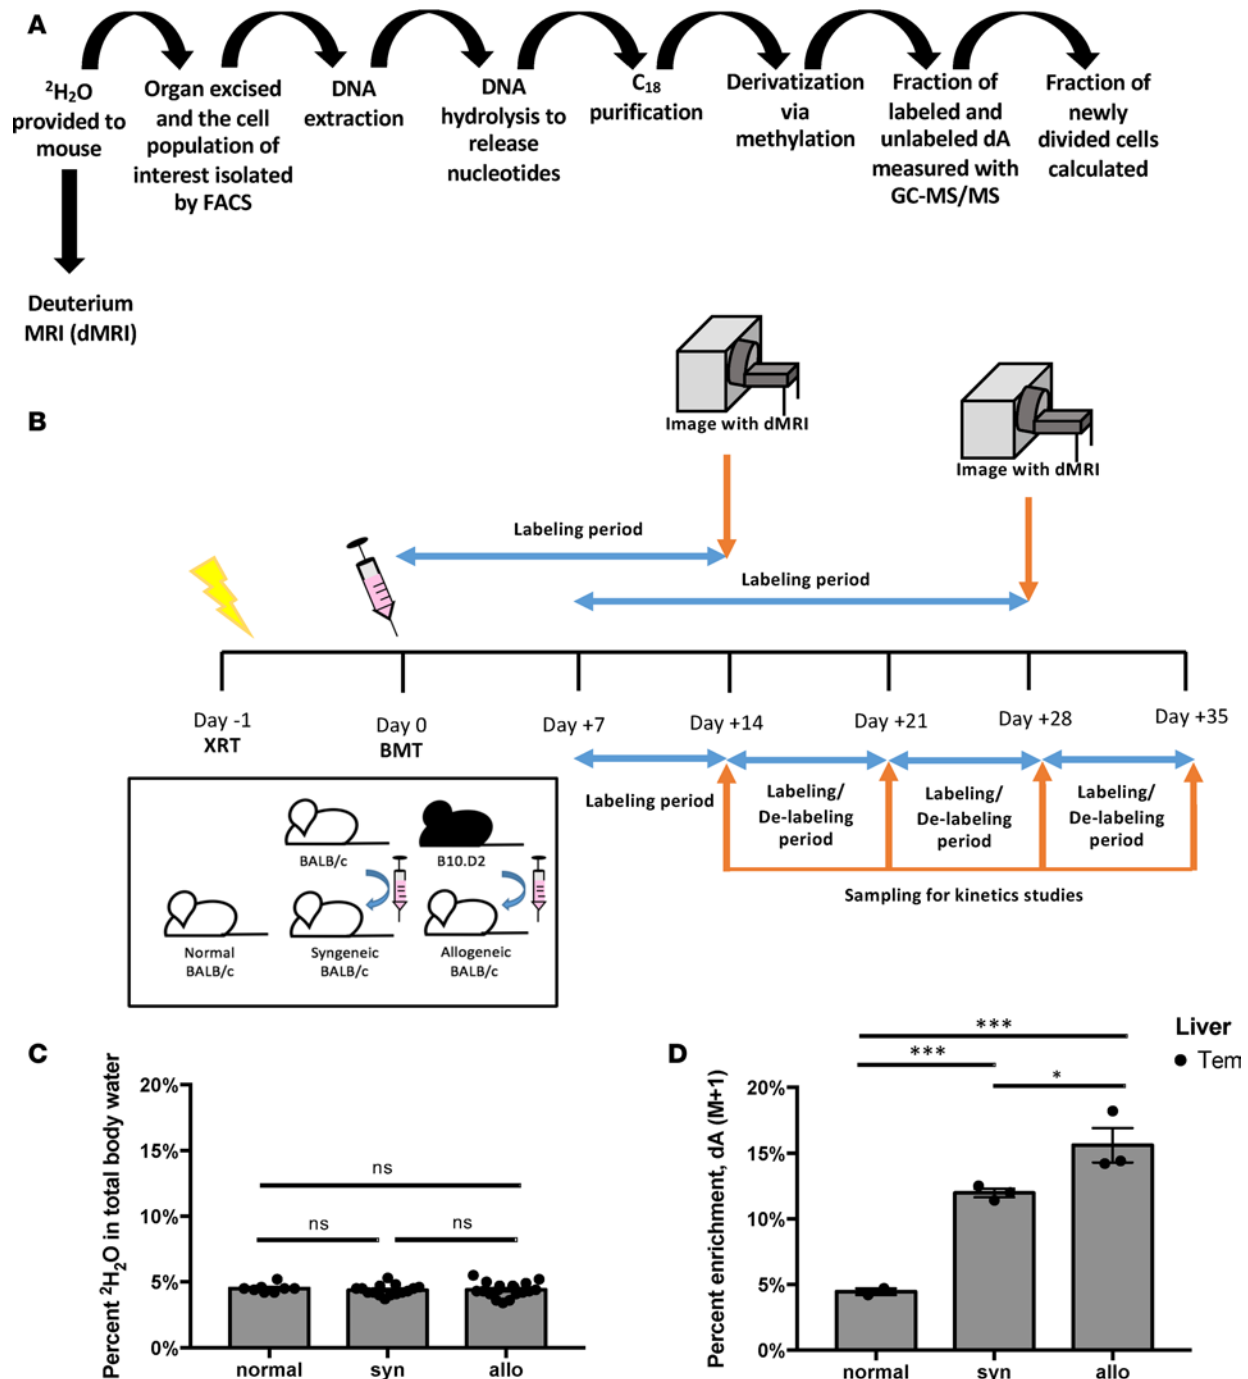 A
²H₂O
provided to
mouse
Organ excised
and the cell
population of
interest isolated
by FACS
DNA
extraction
DNA
hydrolysis to
release
nucleotides
C₁₈
purification
Derivatization
via
methylation
Fraction of
labeled and
unlabeled dA
measured with
GC-MS/MS
Fraction of
newly
divided cells
calculated
Deuterium
MRI (dMRI)
B
Image with dMRI
Image with dMRI
Labeling period
Labeling period
Day -1
XRT
Day 0
BMT
Day +7
Day +14
Day +21
Day +28
Day +35
Labeling period
Labeling/
De-labeling
period
Labeling/
De-labeling
period
Labeling/
De-labeling
period
Sampling for kinetics studies
BALB/c
B10.D2
Normal
BALB/c
Syngeneic
BALB/c
Allogeneic
BALB/c
C
Percent ²H₂O in total body water
20%
15%
10%
5%
0%
ns
ns
ns
normal
syn
allo
D
Percent enrichment, dA (M+1)
20%
15%
10%
5%
0%
***
***
*
normal
syn
allo
Liver
Tem